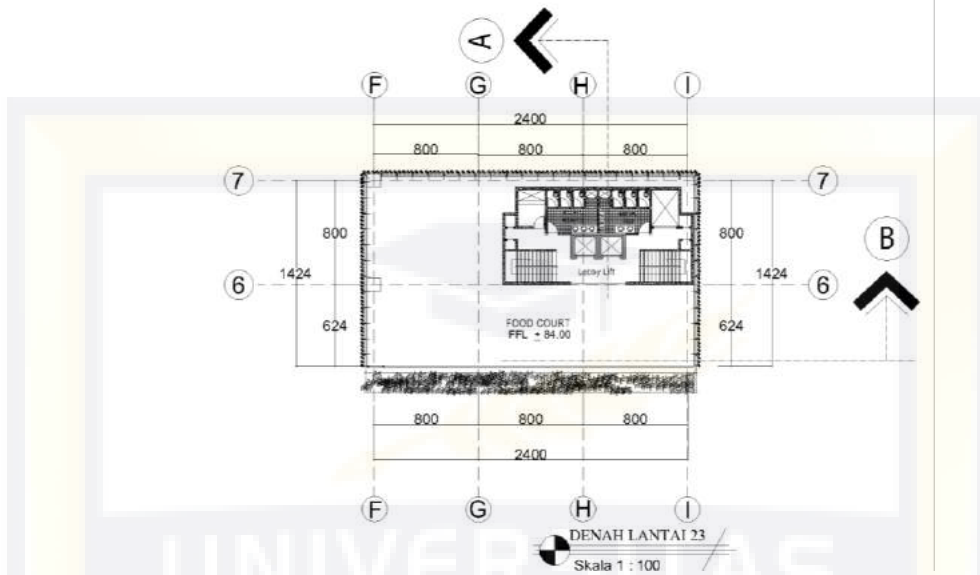 A
F G H I
2400
800 800 800
7 7
800 800
B
1424 1424
Lobby Lift
6 6
624 624
FOOD COURT
FFL ± 84.00
800 800 800
2400
F G H I
DENAH LANTAI 23
Skala 1 : 100
UNIVERSITAS